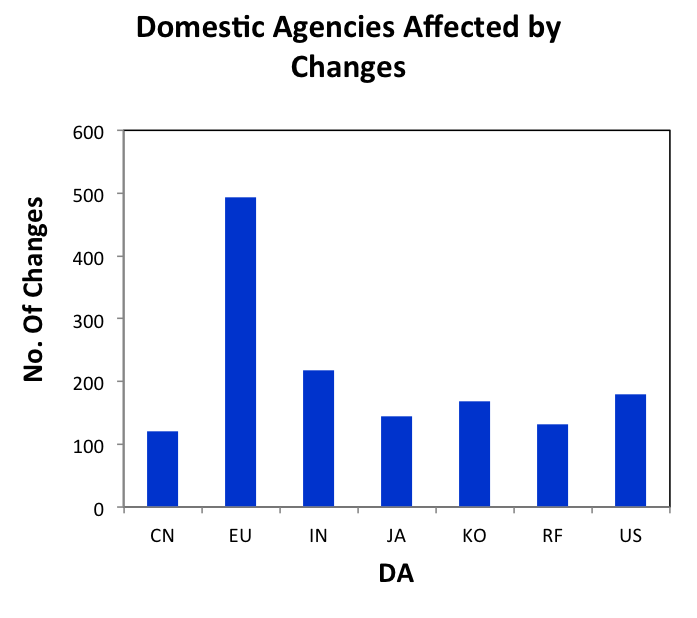 Domestic Agencies Affected by
Changes
600
500
400
300
200
100
0
No. Of Changes
CN EU IN JA KO RF US
DA